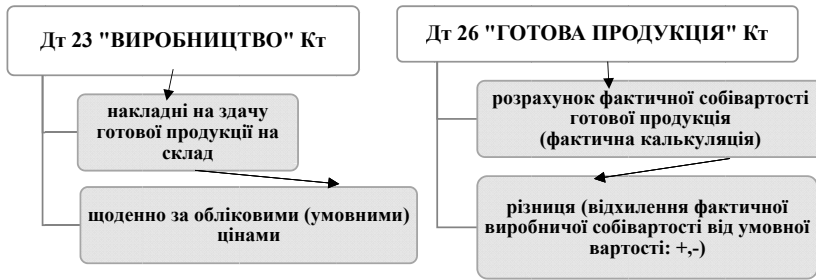 Дт 23 "ВИРОБНИЦТВО" Кт
накладні на здачу
готової продукції на
склад
щоденно за обліковими (умовними)
цінами
Дт 26 "ГОТОВА ПРОДУКЦІЯ" Кт
розрахунок фактичної собівартості
готової продукція
(фактична калькуляція)
різниця (відхилення фактичної
виробничої собівартості від умовної
вартості: +,-)